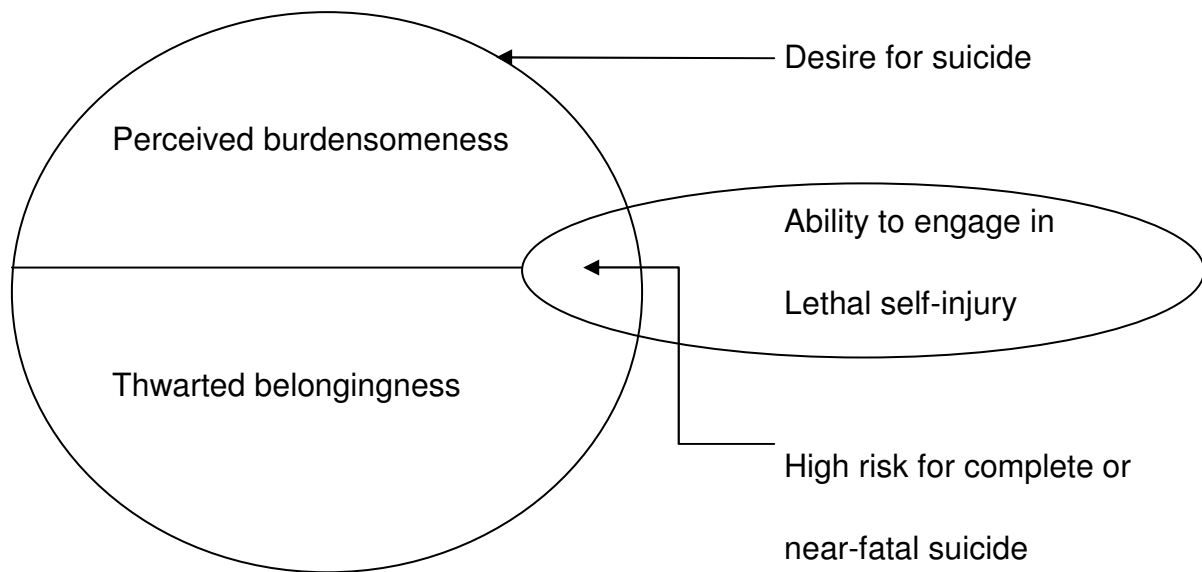 Desire for suicide
Perceived burdensomeness
Ability to engage in
Lethal self-injury
Thwarted belongingness
High risk for complete or
near-fatal suicide